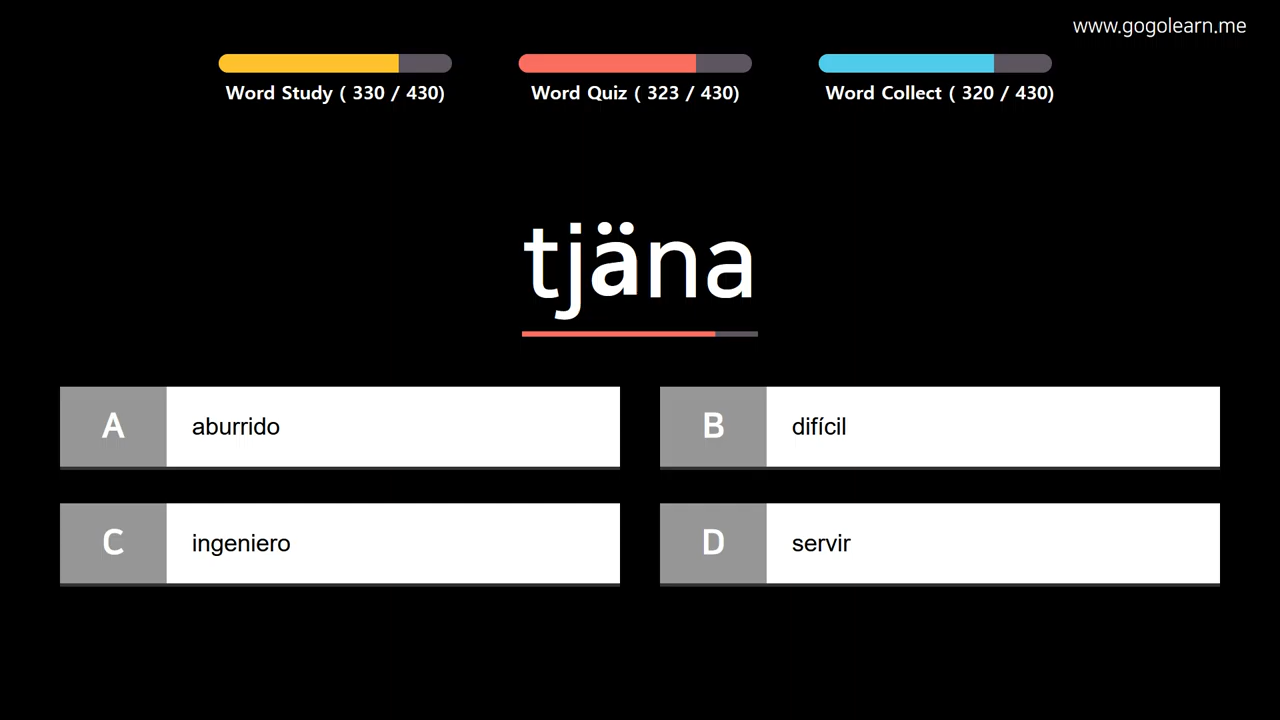 www.gogolearn.me
Word Study ( 330 / 430)
Word Quiz ( 323 / 430)
Word Collect ( 320 / 430)
tjäna
A aburrido
B difícil
C ingeniero
D servir